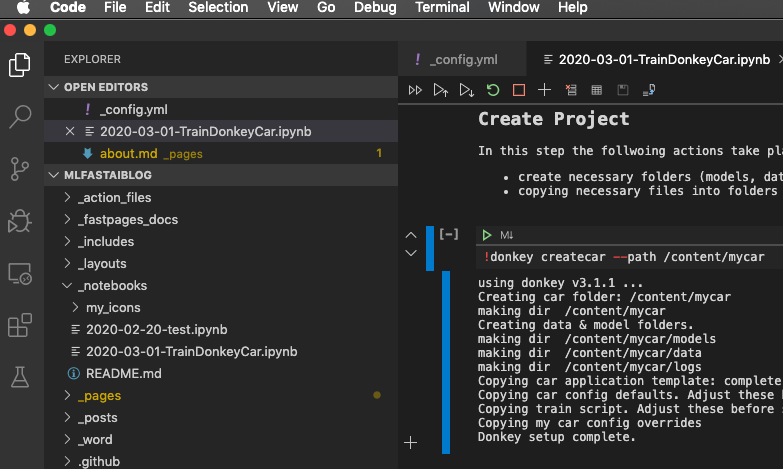 Code File Edit Selection View Go Debug Terminal Window Help
EXPLORER
OPEN EDITORS
! _config.yml
2020-03-01-TrainDonkeyCar.ipynb
about.md _pages 1
MLFASTAIBLOG
_action_files
_fastpages_docs
_includes
_layouts
_notebooks
my_icons
2020-02-20-test.ipynb
2020-03-01-TrainDonkeyCar.ipynb
README.md
_pages
_posts
_word
.github
! _config.yml
2020-03-01-TrainDonkeyCar.ipynb
Create Project
In this step the follwoing actions take pla
• create necessary folders (models, dat
• copying necessary files into folders
[-]
M↓
!donkey createcar --path /content/mycar
using donkey v3.1.1 ...
Creating car folder: /content/mycar
making dir  /content/mycar
Creating data & model folders.
making dir  /content/mycar/models
making dir  /content/mycar/data
making dir  /content/mycar/logs
Copying car application template: complete
Copying car config defaults. Adjust these
Copying train script. Adjust these before
Copying my car config overrides
Donkey setup complete.